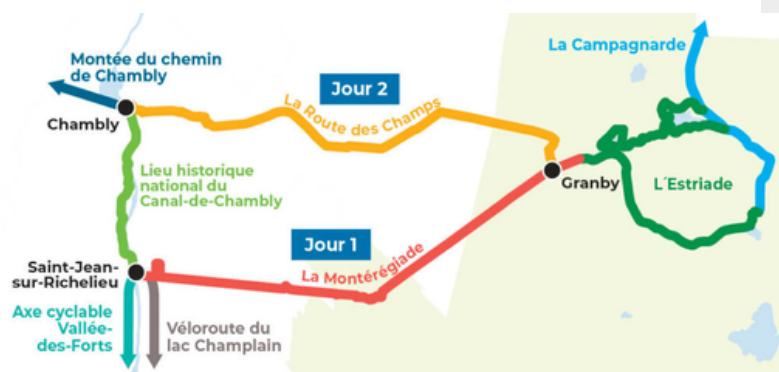 La Campagnarde
Montée du chemin
de Chambly
Jour 2
La Route des Champs
Chambly
Granby
L'Estriade
Lieu historique
national du
Canal-de-Chambly
Jour 1
La Montérégiade
Saint-Jean-
sur-Richelieu
Axe cyclable
Vallée-
des-Forts
Véloroute du
lac Champlain